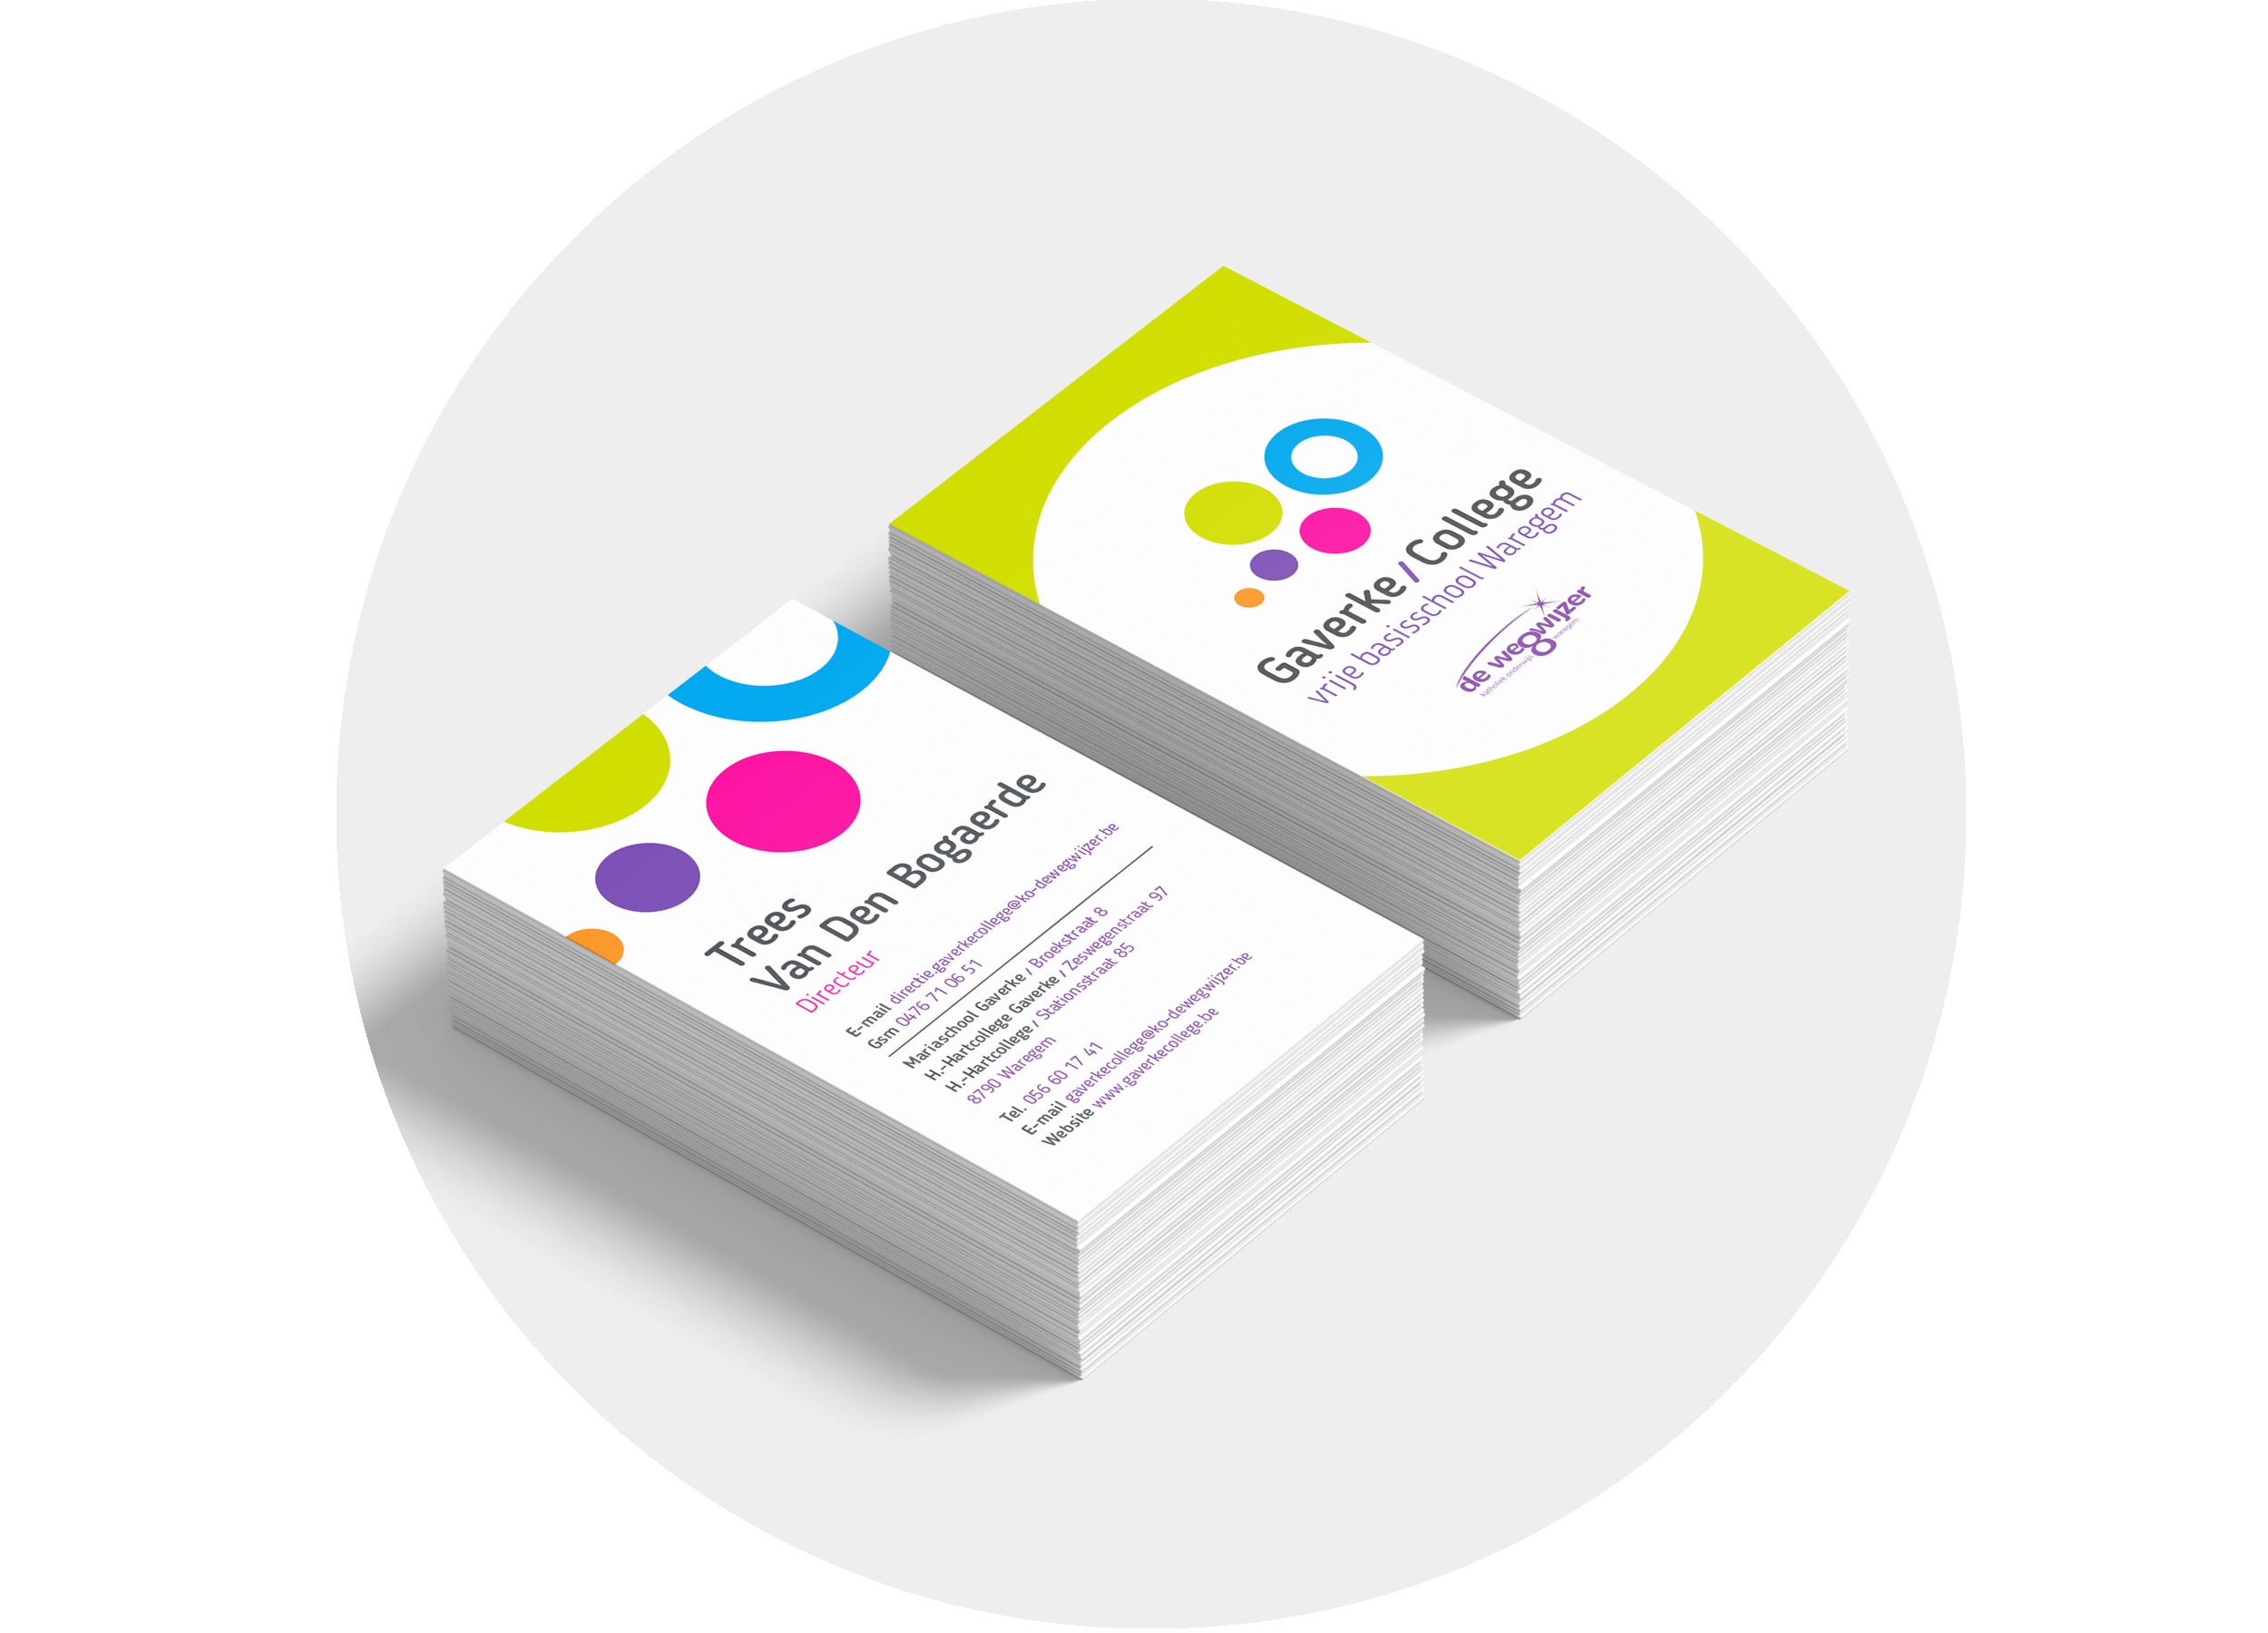 Gaverke / College
vrije basisschool Waregem
de wegwijzer
katholiek onderwijs waregem
Trees
Van Den Bogaerde
Directeur
E-mail directie.gaverkecollege@ko-dewegwijzer.be
Gsm 0476 71 06 51
Mariaschool Gaverke / Broekstraat 8
H.-Hartcollege Gaverke / Zeswegenstraat 97
H.-Hartcollege / Stationsstraat 85
8790 Waregem
Tel. 056 60 17 41
E-mail gaverkecollege@ko-dewegwijzer.be
Website www.gaverkecollege.be